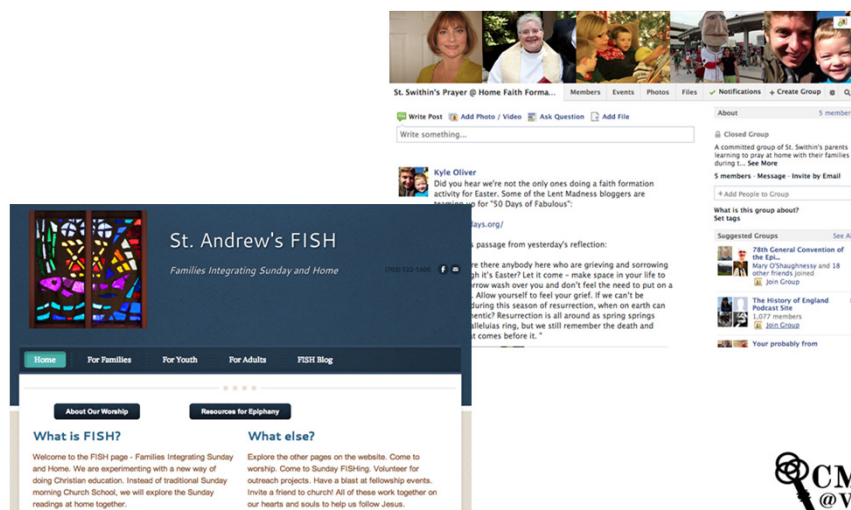 St. Swithin's Prayer @ Home Faith Forma... Members Events Photos Files Notifications + Create Group
Write Post Add Photo / Video Ask Question Add File
Write something...
Kyle Oliver
Did you hear we're not the only ones doing a faith formation
activity for Easter. Some of the Lent Madness bloggers are
up for "50 Days of Fabulous":
days.org/
passage from yesterday's reflection:
re there anybody here who are grieving and sorrowing
it's Easter? Let it come – make space in your life to
wash over you and don't feel the need to put on a
Allow yourself to feel your grief. If we can't be
during this season of resurrection, when on earth can
Resurrection is all around as spring springs
ring, but we still remember the death and
comes before it. "
About 5 member
Closed Group
A committed group of St. Swithin's parents
learning to pray at home with their families
during t... See More
5 members · Message · Invite by Email
+ Add People to Group
What is this group about?
Set tags
Suggested Groups See Al
78th General Convention of
the Epi...
Mary O'Shaughnessy and 18
other friends joined
Join Group
The History of England
Podcast Site
1,077 members
Join Group
Your probably from
St. Andrew's FISH
Families Integrating Sunday and Home
Home For Families For Youth For Adults FISH Blog
About Our Worship Resources for Epiphany
What is FISH?
Welcome to the FISH page - Families Integrating Sunday
and Home. We are experimenting with a new way of
doing Christian education. Instead of traditional Sunday
morning Church School, we will explore the Sunday
readings at home together.
What else?
Explore the other pages on the website. Come to
worship. Come to Sunday FISHing. Volunteer for
outreach projects. Have a blast at fellowship events.
Invite a friend to church! All of these work together on
our hearts and souls to help us follow Jesus.
CM
@V